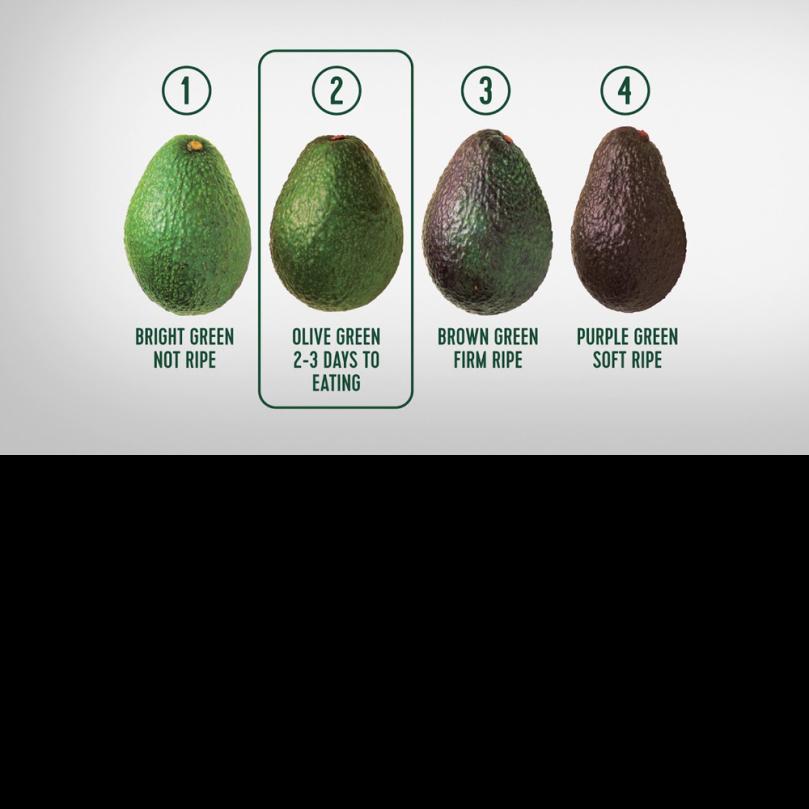 1
2
3
4
BRIGHT GREEN
NOT RIPE
OLIVE GREEN
2-3 DAYS TO
EATING
BROWN GREEN
FIRM RIPE
PURPLE GREEN
SOFT RIPE